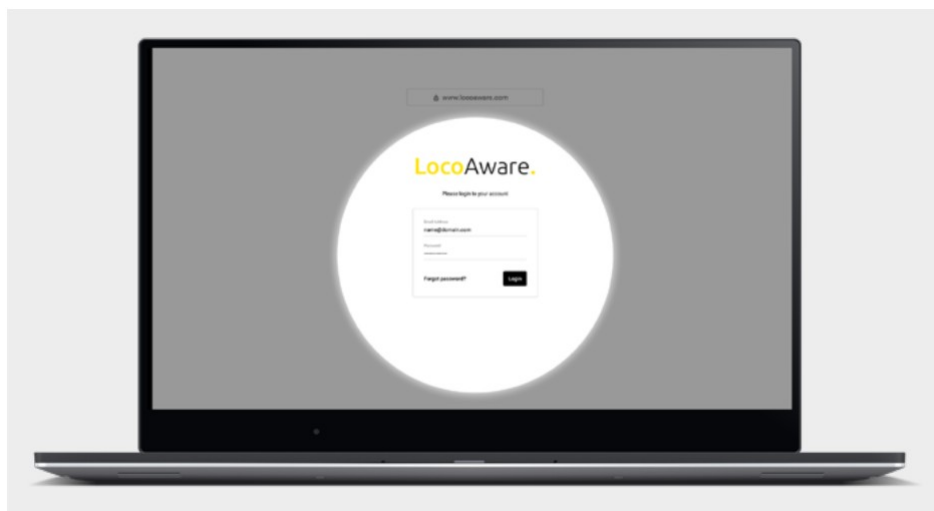 www.locoaware.com
LocoAware.
Please login to your account
Email Address
name@domain.com
Password
Forgot password?
Login